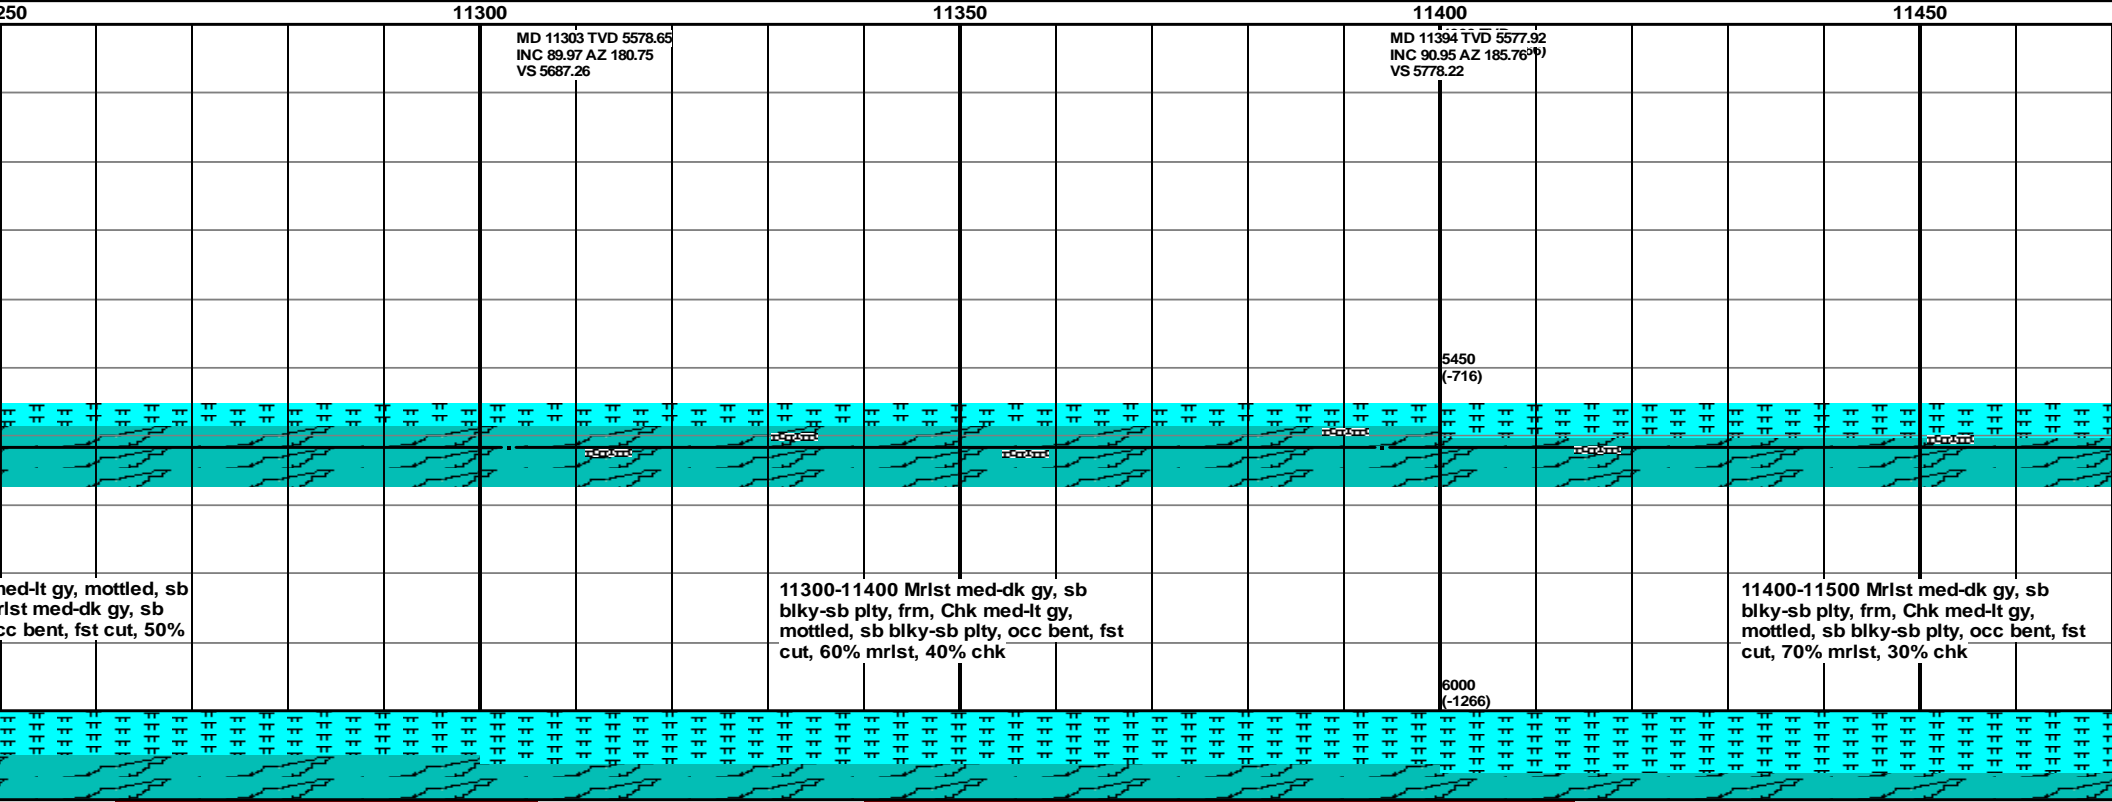 250 11300 11350 11400 11450
MD 11303 TVD 5578.65
INC 89.97 AZ 180.75
VS 5687.26
MD 11394 TVD 5577.92
INC 90.95 AZ 185.76
VS 5778.22
5450
(-716)
med-lt gy, mottled, sb
mrlst med-dk gy, sb
occ bent, fst cut, 50%
11300-11400 Mrlst med-dk gy, sb
blky-sb plty, frm, Chk med-lt gy,
mottled, sb blky-sb plty, occ bent, fst
cut, 60% mrlst, 40% chk
11400-11500 Mrlst med-dk gy, sb
blky-sb plty, frm, Chk med-lt gy,
mottled, sb blky-sb plty, occ bent, fst
cut, 70% mrlst, 30% chk
6000
(-1266)